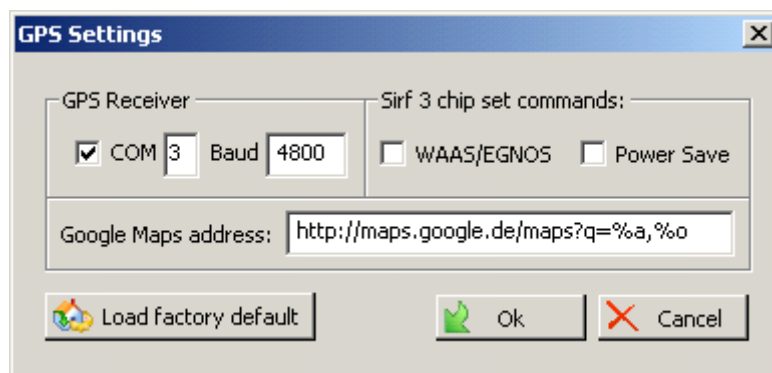 GPS Settings
GPS Receiver
Sirf 3 chip set commands:
COM 3 Baud 4800
WAAS/EGNOS Power Save
Google Maps address: http://maps.google.de/maps?q=%a,%o
Load factory default
Ok
Cancel